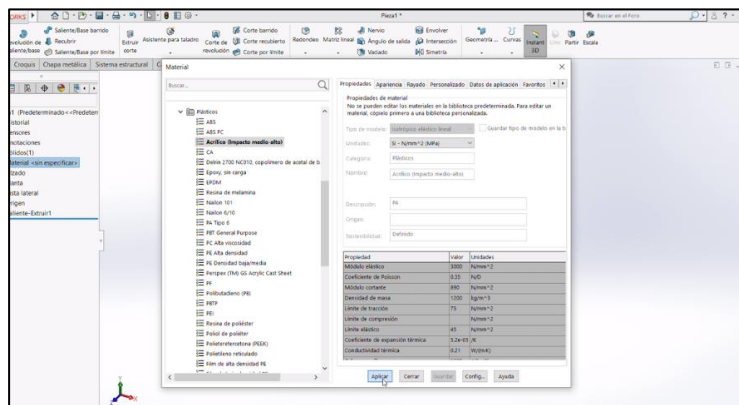 ORKS
Pieza1 *
Buscar en el Foro
Saliente/Base barrido
Recubrir
Saliente/Base por límite
Extruir corte
Asistente para taladro
Corte de revolución
Corte barrido
Corte recubierto
Corte por límite
Redondeo
Matriz lineal
Nervio
Ángulo de salida
Vaciado
Envolver
Intersección
Simetría
Geometría ...
Curvas
Instant 3D
Partir
Escala
Croquis
Chapa metálica
Sistema estructural
Material
Buscar...
Plásticos
ABS
ABS PC
Acrílico (Impacto medio-alto)
CA
Delrin 2700 NC010, copolímero de acetal de b
Epoxy, sin carga
EPDM
Resina de melamina
Nailon 101
Nailon 6/10
PA Tipo 6
PET General Purpose
PC Alta viscosidad
PE Alta densidad
PE Densidad baja/media
Perspex (TM) GS Acrylic Cast Sheet
PF
Polibutadieno (PB)
PBTP
PEI
Resina de poliéster
Poliol de poliéter
Polietereteretcetona (PEEK)
Polietileno reticulado
Film de alta densidad PE
Propiedades
Apariencia
Rayado
Personalizado
Datos de aplicación
Favoritos
Propiedades de material
No se pueden editar los materiales en la biblioteca predeterminada. Para editar un
material, cópielo primero a una biblioteca personalizada.
Tipo de modelo:
Isotrópico elástico lineal
Guardar tipo de modelo en la b
Unidades:
SI - N/mm^2 (MPa)
Categoría:
Plásticos
Nombre:
Acrílico (Impacto medio-alto)
Descripción:
PA
Origen:
Sostenibilidad:
Definido
Propiedad Valor Unidades
Módulo elástico 3000 N/mm^2
Coeficiente de Poisson 0.35 N/D
Módulo cortante 890 N/mm^2
Densidad de masa 1200 kg/m^3
Límite de tracción 73 N/mm^2
Límite de compresión N/mm^2
Límite elástico 45 N/mm^2
Coeficiente de expansión térmica 5.2e-05 /K
Conductividad térmica 0.21 W/(m·K)
Aplicar
Cerrar
Guardar
Config...
Ayuda
(Predeterminado<<Predeterm
istorial
ensores
notaciones
ólidos(1)
Material <sin especificar>
lzado
lanta
ista lateral
rigen
aliente-Extruir1